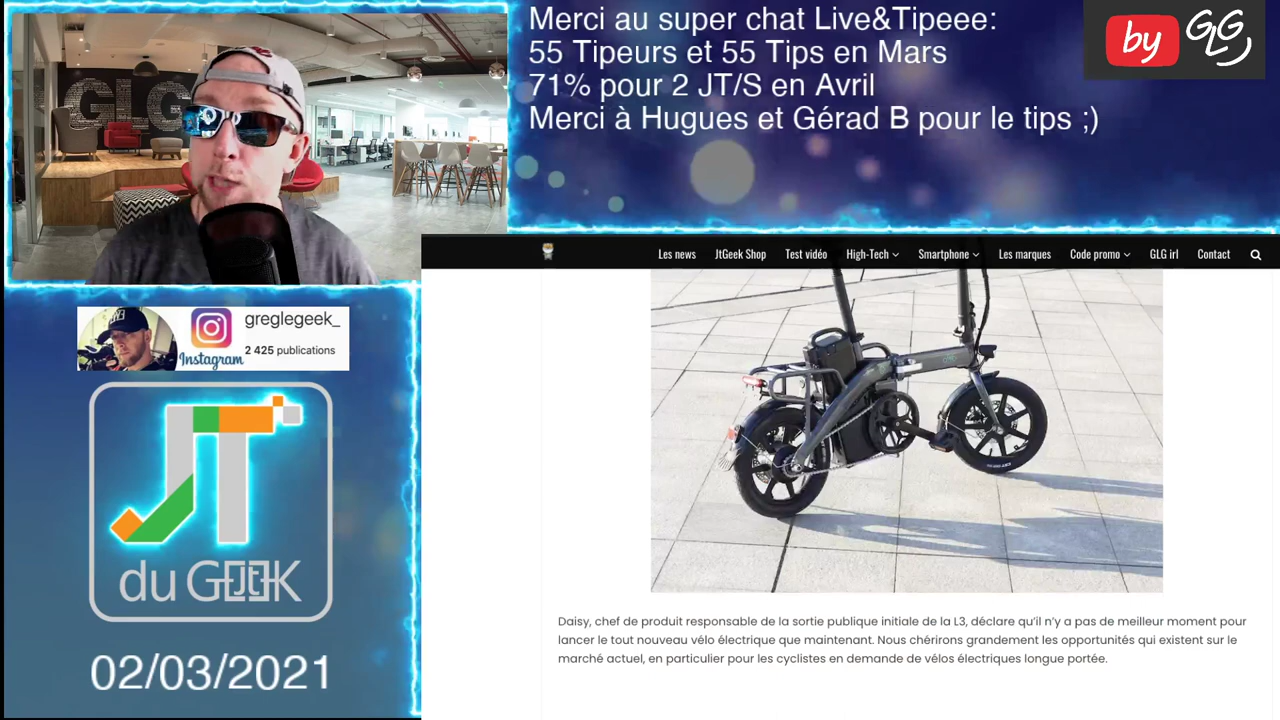 Merci au super chat Live&Tipeee:
55 Tipeurs et 55 Tips en Mars
71% pour 2 JT/S en Avril
Merci à Hugues et Gérad B pour le tips ;)
by GLG
GLG
Les news JtGeek Shop Test vidéo High-Tech Smartphone Les marques Code promo GLG irl Contact
greglegeek_
Instagram
2 425 publications
JT
du GEEK
02/03/2021
Daisy, chef de produit responsable de la sortie publique initiale de la L3, déclare qu'il n'y a pas de meilleur moment pour
lancer le tout nouveau vélo électrique que maintenant. Nous chérirons grandement les opportunités qui existent sur le
marché actuel, en particulier pour les cyclistes en demande de vélos électriques longue portée.